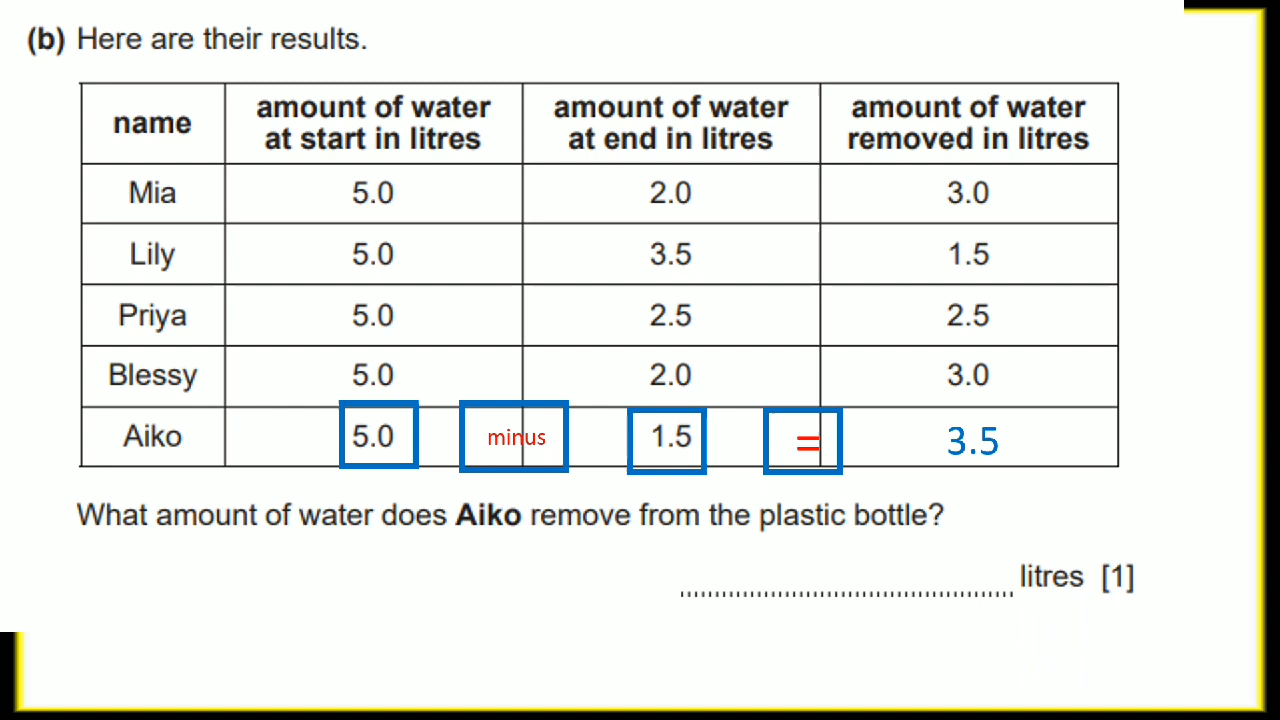 (b) Here are their results.
name amount of water at start in litres amount of water at end in litres amount of water removed in litres
Mia 5.0 2.0 3.0
Lily 5.0 3.5 1.5
Priya 5.0 2.5 2.5
Blessy 5.0 2.0 3.0
Aiko 5.0 minus 1.5 = 3.5
What amount of water does Aiko remove from the plastic bottle?
litres [1]